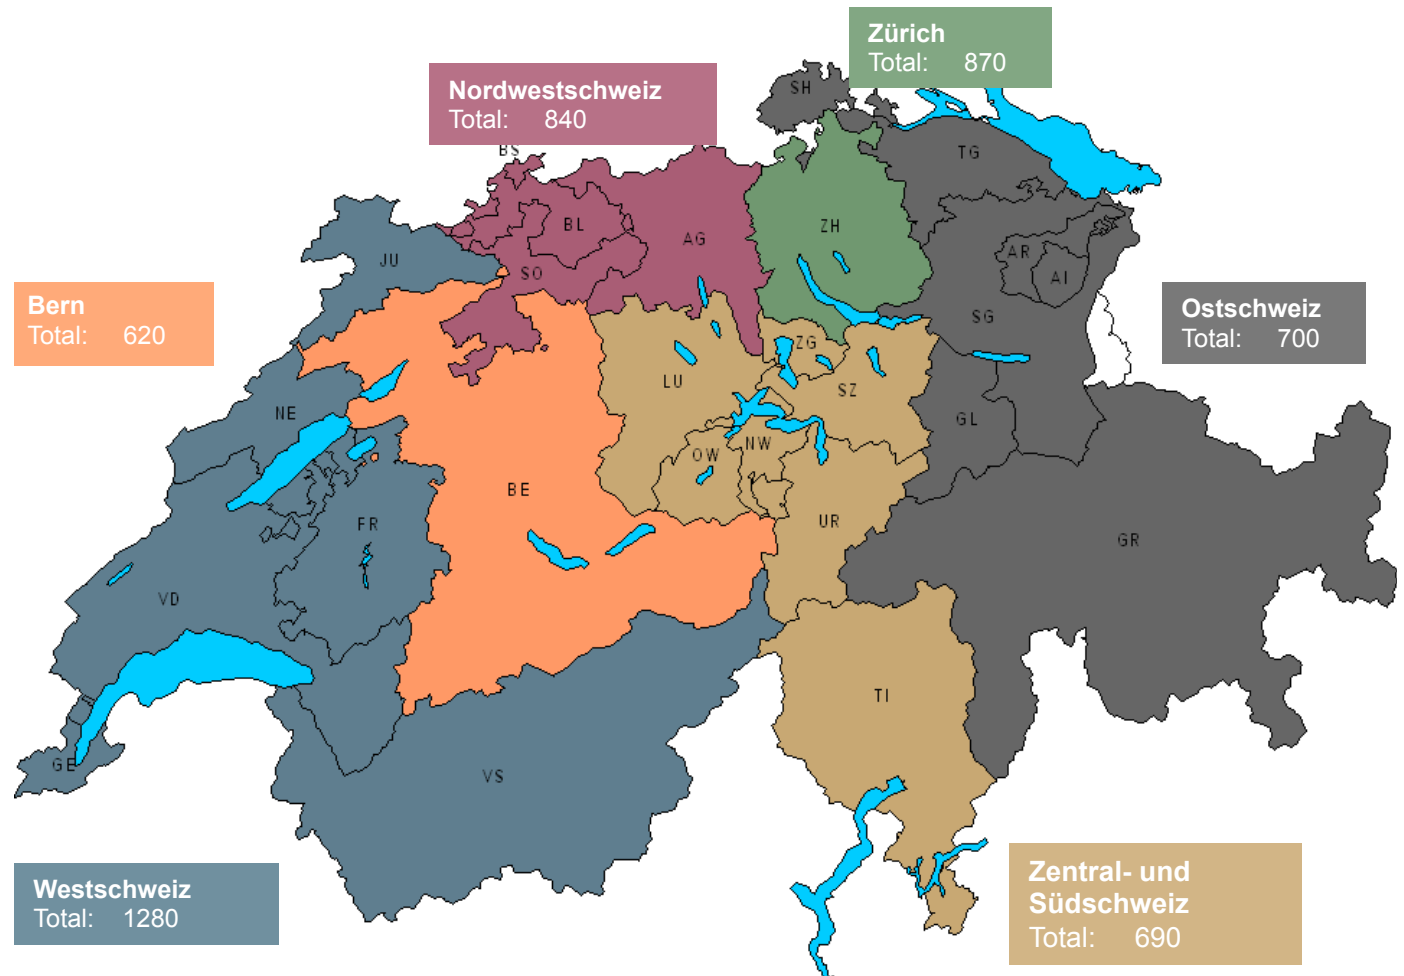 Zürich
Total: 870
Nordwestschweiz
Total: 840
SH
BS
TG
BL
AG
ZH
JU
SO
AR
AI
Bern
Total: 620
Ostschweiz
Total: 700
SG
ZG
LU
SZ
NE
GL
NW
OW
BE
FR
UR
GR
VD
TI
GE
VS
Westschweiz
Total: 1280
Zentral- und
Südschweiz
Total: 690